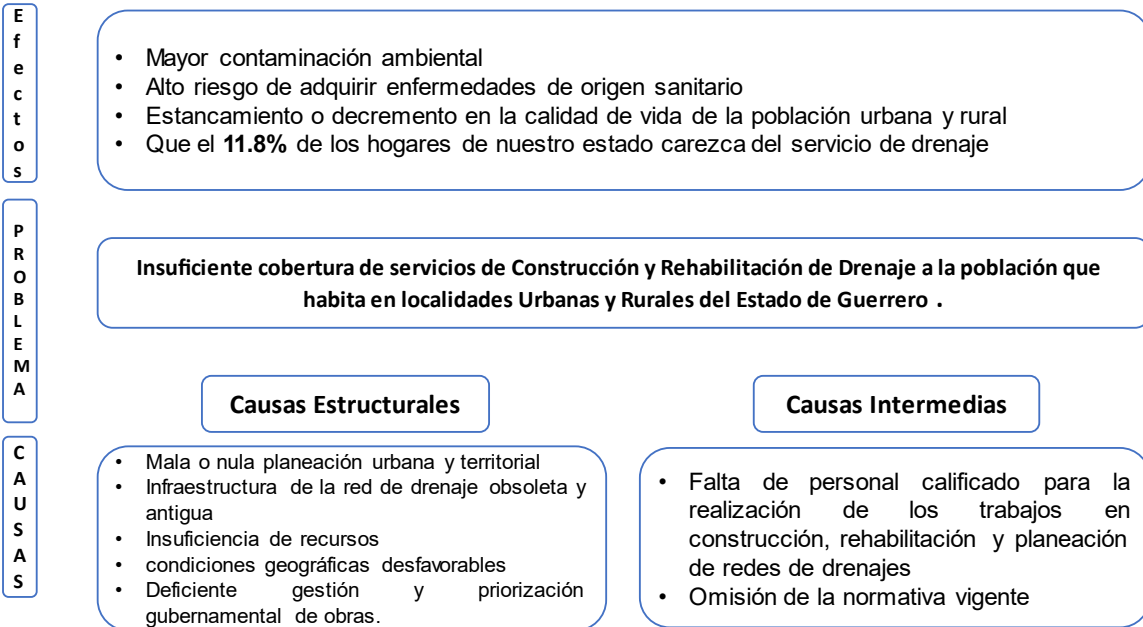 Efectos
• Mayor contaminación ambiental
• Alto riesgo de adquirir enfermedades de origen sanitario
• Estancamiento o decremento en la calidad de vida de la población urbana y rural
• Que el 11.8% de los hogares de nuestro estado carezca del servicio de drenaje
PROBLEMA
Insuficiente cobertura de servicios de Construcción y Rehabilitación de Drenaje a la población que
habita en localidades Urbanas y Rurales del Estado de Guerrero .
CAUSAS
Causas Estructurales
• Mala o nula planeación urbana y territorial
• Infraestructura de la red de drenaje obsoleta y
antigua
• Insuficiencia de recursos
• condiciones geográficas desfavorables
• Deficiente gestión y priorización
gubernamental de obras.
Causas Intermedias
• Falta de personal calificado para la
realización de los trabajos en
construcción, rehabilitación y planeación
de redes de drenajes
• Omisión de la normativa vigente